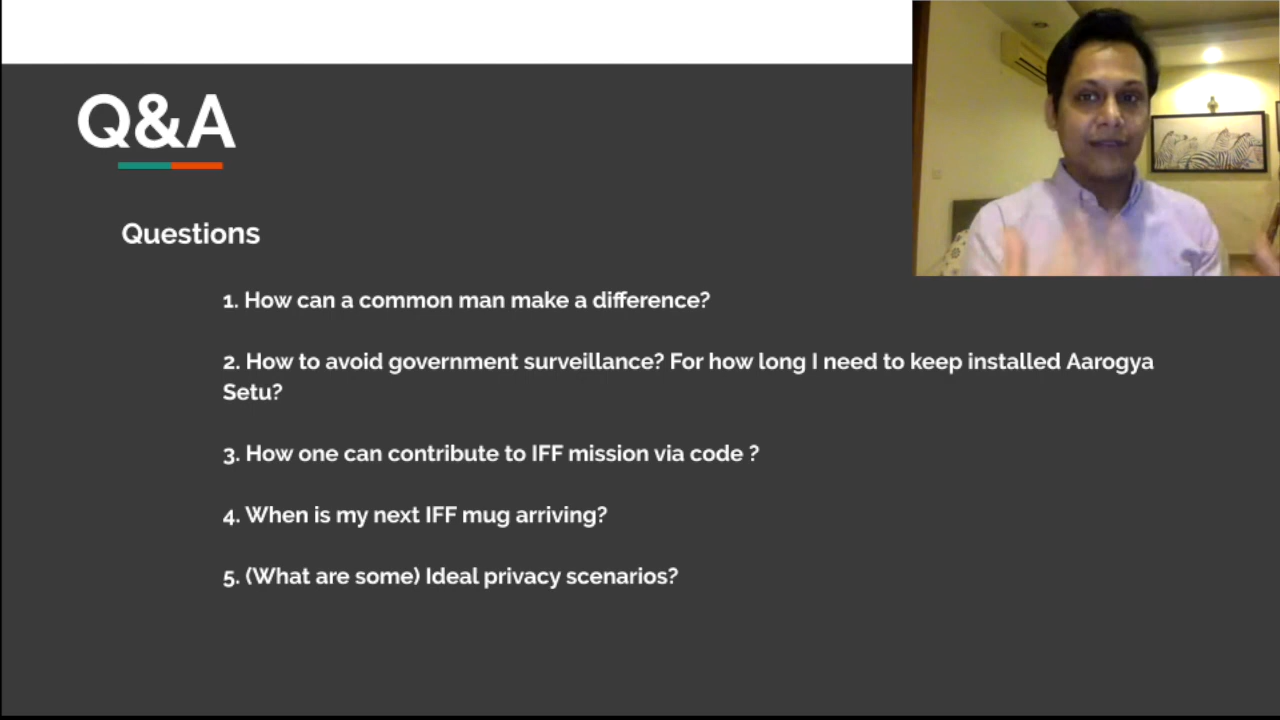 Q&A
Questions
1. How can a common man make a difference?
2. How to avoid government surveillance? For how long I need to keep installed Aarogya
Setu?
3. How one can contribute to IFF mission via code ?
4. When is my next IFF mug arriving?
5. (What are some) Ideal privacy scenarios?